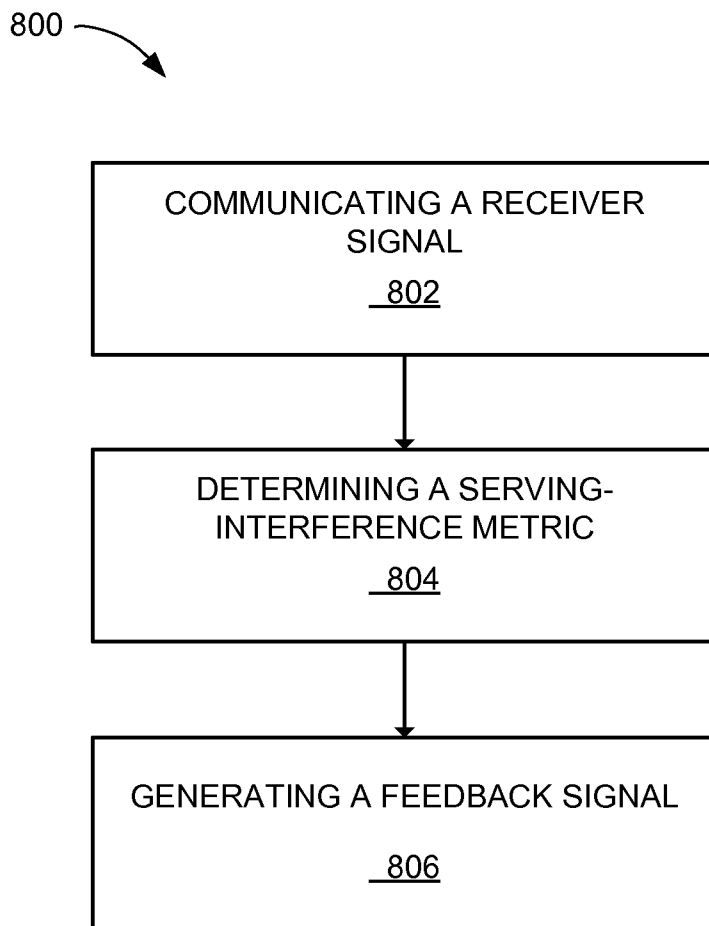 800
COMMUNICATING A RECEIVER
SIGNAL
802
DETERMINING A SERVING-
INTERFERENCE METRIC
804
GENERATING A FEEDBACK SIGNAL
806